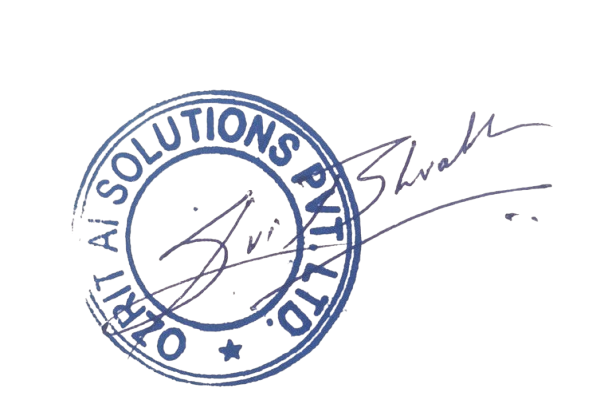 OZRIT AI SOLUTIONS PVT. LTD.